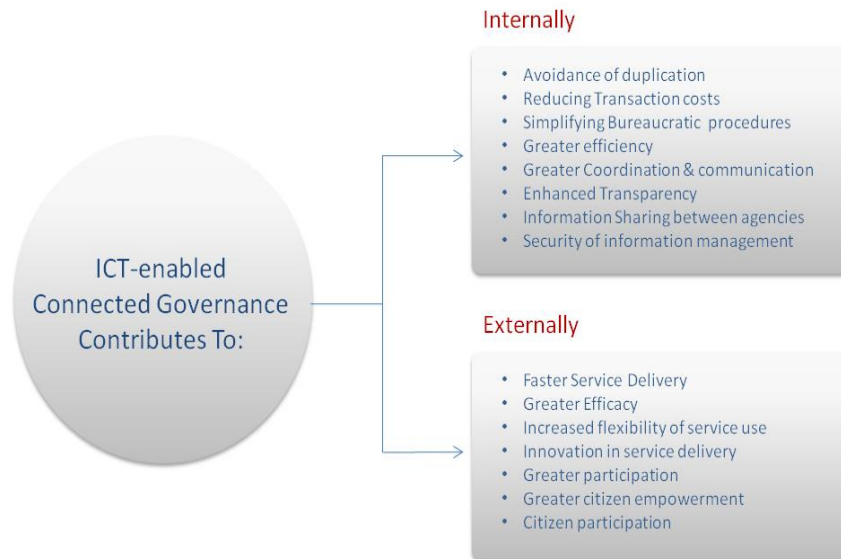 ICT-enabled
Connected Governance
Contributes To:
Internally
• Avoidance of duplication
• Reducing Transaction costs
• Simplifying Bureaucratic procedures
• Greater efficiency
• Greater Coordination & communication
• Enhanced Transparency
• Information Sharing between agencies
• Security of information management
Externally
• Faster Service Delivery
• Greater Efficacy
• Increased flexibility of service use
• Innovation in service delivery
• Greater participation
• Greater citizen empowerment
• Citizen participation